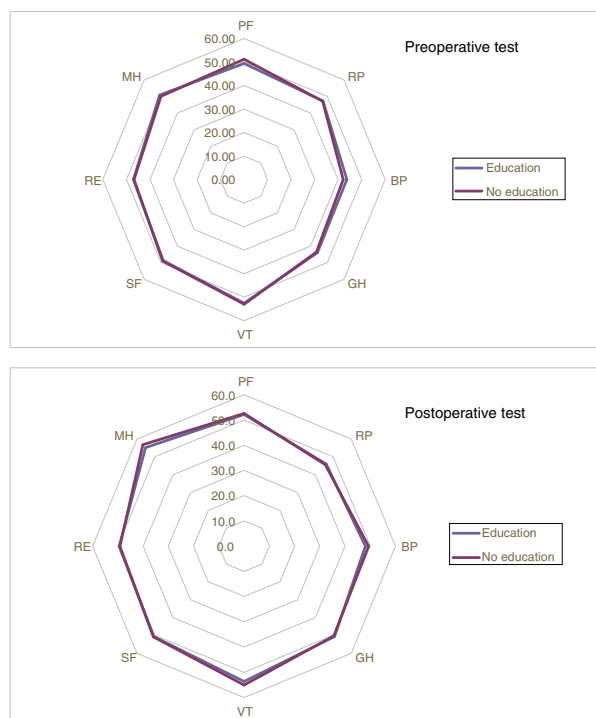 PF
60.00
Preoperative test
50.00
MH
RP
40.00
30.00
20.00
10.00
Education
RE
0.00
BP
No education
SF
GH
VT
PF
60.0
Postoperative test
50.0
MH
RP
40.0
30.0
20.0
10.0
Education
RE
0.0
BP
No education
SF
GH
VT